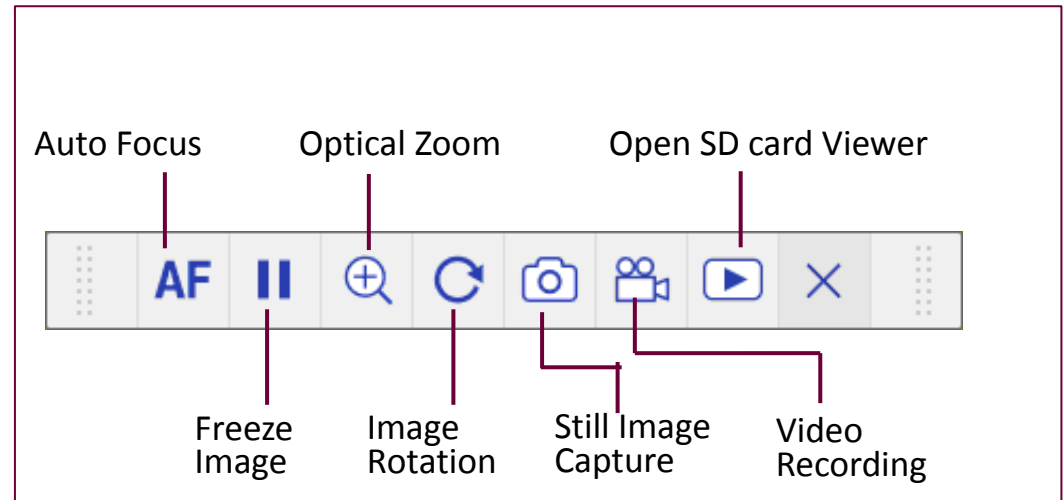 Auto Focus
Optical Zoom
Open SD card Viewer
AF
Freeze
Image
Image
Rotation
Still Image
Capture
Video
Recording